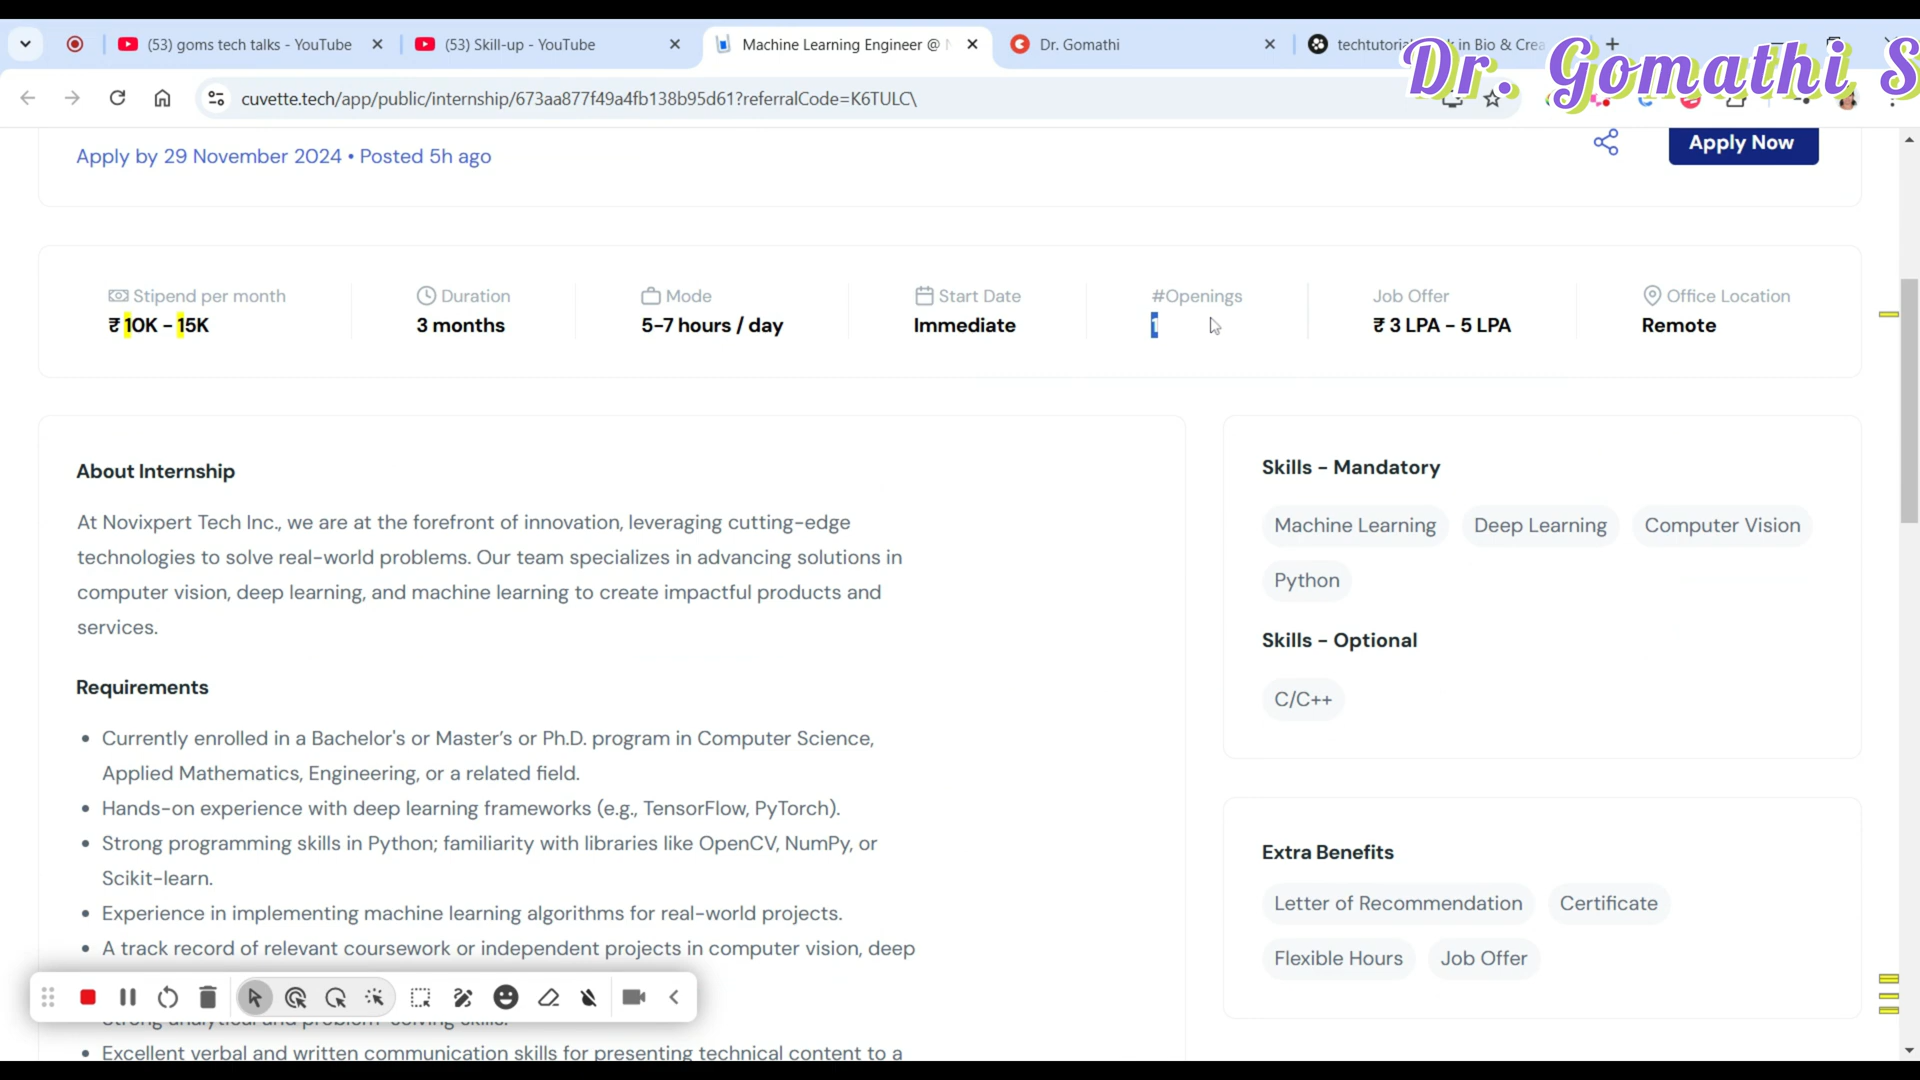 (53) goms tech talks - YouTube
(53) Skill-up - YouTube
Machine Learning Engineer @
Dr. Gomathi
techtutorial
in Bio & Crea
Dr. Gomathi S
cuvette.tech/app/public/internship/673aa877f49a4fb138b95d61?referralCode=K6TULC\
Apply by 29 November 2024 • Posted 5h ago
Apply Now
Stipend per month
₹ 10K - 15K
Duration
3 months
Mode
5-7 hours / day
Start Date
Immediate
#Openings
1
Job Offer
₹ 3 LPA - 5 LPA
Office Location
Remote
About Internship
At Novixpert Tech Inc., we are at the forefront of innovation, leveraging cutting-edge
technologies to solve real-world problems. Our team specializes in advancing solutions in
computer vision, deep learning, and machine learning to create impactful products and
services.
Requirements
• Currently enrolled in a Bachelor's or Master's or Ph.D. program in Computer Science,
Applied Mathematics, Engineering, or a related field.
• Hands-on experience with deep learning frameworks (e.g., TensorFlow, PyTorch).
• Strong programming skills in Python; familiarity with libraries like OpenCV, NumPy, or
Scikit-learn.
• Experience in implementing machine learning algorithms for real-world projects.
• A track record of relevant coursework or independent projects in computer vision, deep
Strong analytical and problem-solving skills.
• Excellent verbal and written communication skills for presenting technical content to a
Skills - Mandatory
Machine Learning
Deep Learning
Computer Vision
Python
Skills - Optional
C/C++
Extra Benefits
Letter of Recommendation
Certificate
Flexible Hours
Job Offer